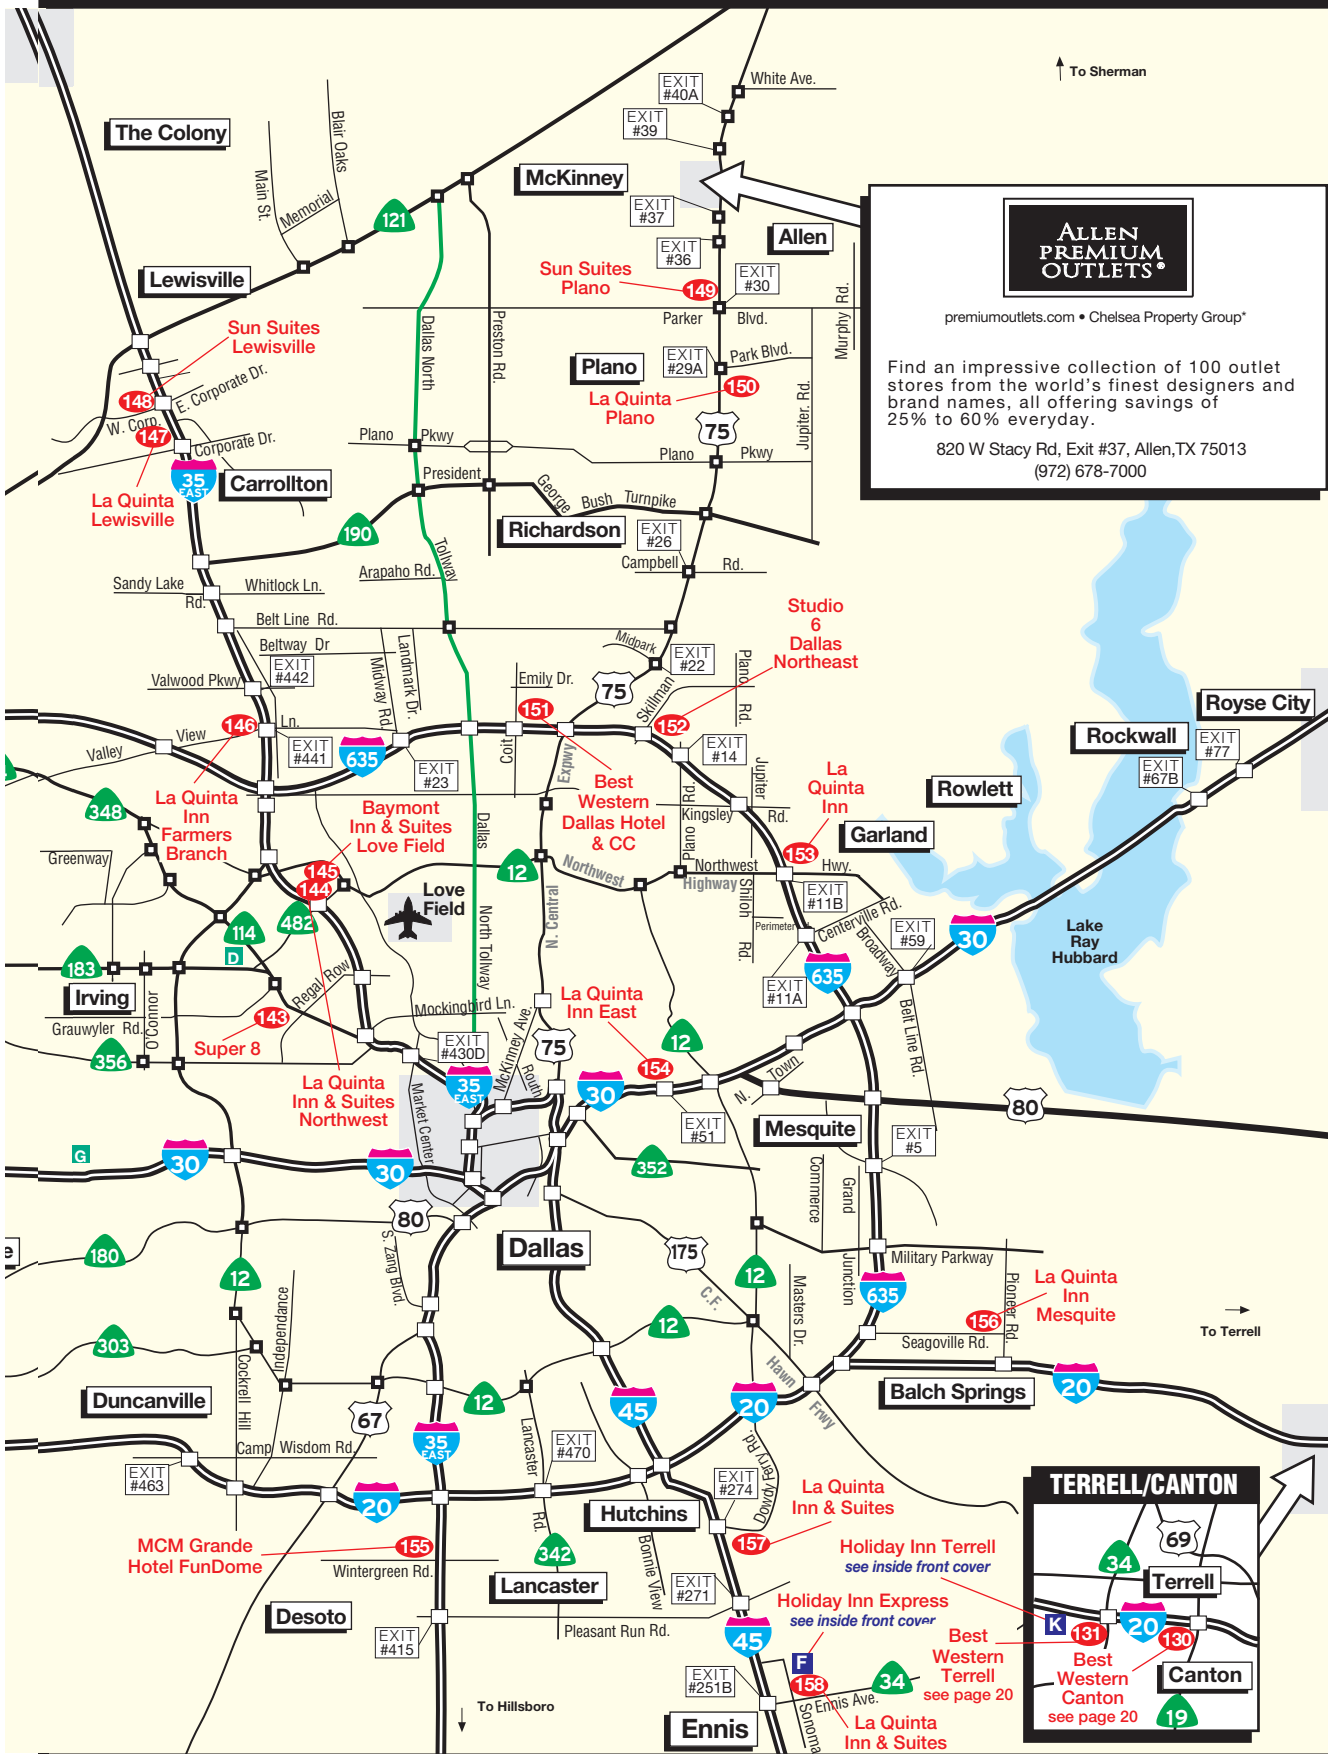 To Sherman
White Ave.
EXIT
#40A
EXIT
#39
The Colony
Blair Oaks
Main St.
Memorial
McKinney
EXIT
#37
121
EXIT
#36
Allen
Lewisville
Sun Suites
Plano
149
EXIT
#30
Parker Blvd.
Murphy Rd.
ALLEN
PREMIUM
OUTLETS®
premiumoutlets.com • Chelsea Property Group*
Find an impressive collection of 100 outlet
stores from the world's finest designers and
brand names, all offering savings of
25% to 60% everyday.
820 W Stacy Rd, Exit #37, Allen,TX 75013
(972) 678-7000
Sun Suites
Lewisville
Dallas North
Preston Rd.
Plano
EXIT
#29A
Park Blvd.
150
La Quinta
Plano
Jupiter. Rd.
148
E. Corporate Dr.
W. Corp.
147
Corporate Dr.
75
Plano Pkwy
Plano Pkwy
35
EAST
Carrollton
La Quinta
Lewisville
President
George
Bush Turnpike
190
Richardson
EXIT
#26
Tollway
Campbell Rd.
Arapaho Rd.
Sandy Lake
Rd.
Whitlock Ln.
Belt Line Rd.
Studio
6
Dallas
Northeast
Beltway Dr
EXIT
#442
Midway Rd
Landmark Dr.
Midpark
EXIT
#22
Valwood Pkwy
Emily Dr.
75
Skillman
Plano
Rd.
151
152
146
Ln.
View
Valley
EXIT
#441
635
EXIT
#23
Coit
Expwy
EXIT
#14
Royse City
Rockwall
EXIT
#77
EXIT
#67B
La Quinta
Inn
Farmers
Branch
348
Baymont
Inn & Suites
Love Field
Dallas
Best
Western
Dallas Hotel
& CC
Plano Rd.
Kingsley Rd.
Jupiter
La
Quinta
Inn
Rowlett
Garland
Greenway
145
144
12
Northwest
Highway
Northwest Hwy.
153
EXIT
#11B
Love
Field
482
114
D
North Tollway
N. Central
Shiloh
Rd.
Perimeter
Centerville Rd.
Broadway
EXIT
#59
30
Lake
Ray
Hubbard
183
Irving
Regal Row
635
EXIT
#11A
Grauwyler Rd.
O'Connor
143
Super 8
Mockingbird Ln.
La Quinta
Inn East
Belt Line Rd.
356
EXIT
#430D
McKinney Ave.
Routh
75
154
12
La Quinta
Inn & Suites
Northwest
35
EAST
30
N. Town
80
Market Center
EXIT
#51
Mesquite
EXIT
#5
G
30
30
352
Commerce
Grand
80
180
12
S. Zang Blvd.
Dallas
175
12
Military Parkway
Junction
Pioneer Rd.
La Quinta
Inn
Mesquite
C.F.
Masters Dr.
635
156
To Terrell
303
Independance
12
Seagoville Rd.
Cockrell Hill
Hawn
Frwy
Duncanville
67
12
45
20
Balch Springs
20
35
EAST
Lancaster
Rd.
EXIT
#470
Camp Wisdom Rd.
EXIT
#463
20
EXIT
#274
Dowdy Ferry Rd.
Hutchins
La Quinta
Inn & Suites
TERRELL/CANTON
MCM Grande
Hotel FunDome
155
Wintergreen Rd.
342
Bonnie View
157
Holiday Inn Terrell
see inside front cover
34
69
Terrell
Lancaster
EXIT
#271
Desoto
Holiday Inn Express
see inside front cover
K
20
131
130
EXIT
#415
Pleasant Run Rd.
45
Best
Western
Terrell
see page 20
Best
Western
Canton
see page 20
Canton
F
158
EXIT
#251B
Ennis Ave.
34
19
To Hillsboro
Ennis
Sonoma
La Quinta
Inn & Suites